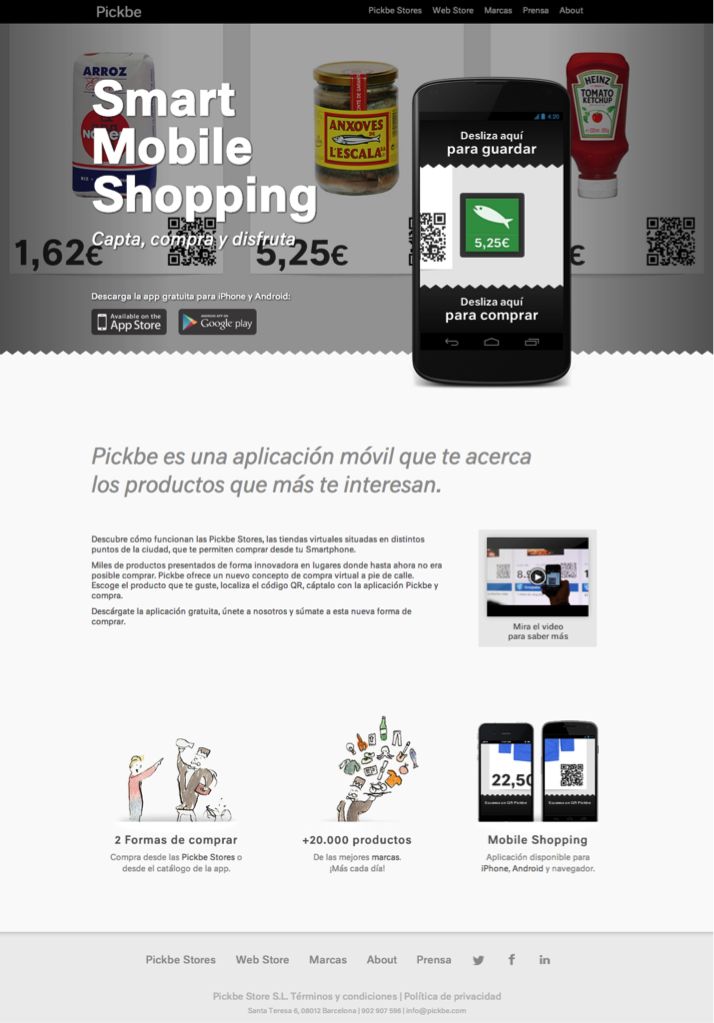 Pickbe
Pickbe Stores Web Store Marcas Prensa About
ARROZ
ANXOVES
DE
L'ESCALA
HEINZ
TOMATO
KETCHUP
Smart
Mobile
Shopping
Capta, compra y disfruta
1,62€
5,25€
€
4:20
Desliza aquí
para guardar
5,25€
Desliza aquí
para comprar
Descarga la app gratuita para iPhone y Android:
Available on the
App Store
ANDROID APP ON
Google play
Pickbe es una aplicación móvil que te acerca
los productos que más te interesan.
Descubre cómo funcionan las Pickbe Stores, las tiendas virtuales situadas en distintos
puntos de la ciudad, que te permiten comprar desde tu Smartphone.
Miles de productos presentados de forma innovadora en lugares donde hasta ahora no era
posible comprar. Pickbe ofrece un nuevo concepto de compra virtual a pie de calle.
Escoge el producto que te guste, localiza el código QR, cáptalo con la aplicación Pickbe y
compra.
Descárgate la aplicación gratuita, únete a nosotros y súmate a esta nueva forma de
comprar.
Mira el video
para saber más
22,50
2 Formas de comprar
Compra desde las Pickbe Stores o
desde el catálogo de la app.
+20.000 productos
De las mejores marcas.
¡Más cada día!
Mobile Shopping
Aplicación disponible para
iPhone, Android y navegador.
Pickbe Stores Web Store Marcas About Prensa
Pickbe Store S.L. Términos y condiciones | Política de privacidad
Santa Teresa 6, 08012 Barcelona | 902 907 596 | info@pickbe.com